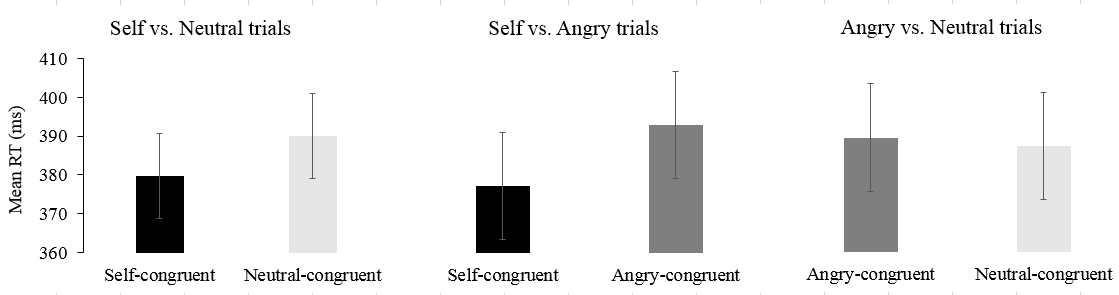 Self vs. Neutral trials
Self vs. Angry trials
Angry vs. Neutral trials
Mean RT (ms)
410
400
390
380
370
360
Self-congruent
Neutral-congruent
Self-congruent
Angry-congruent
Angry-congruent
Neutral-congruent